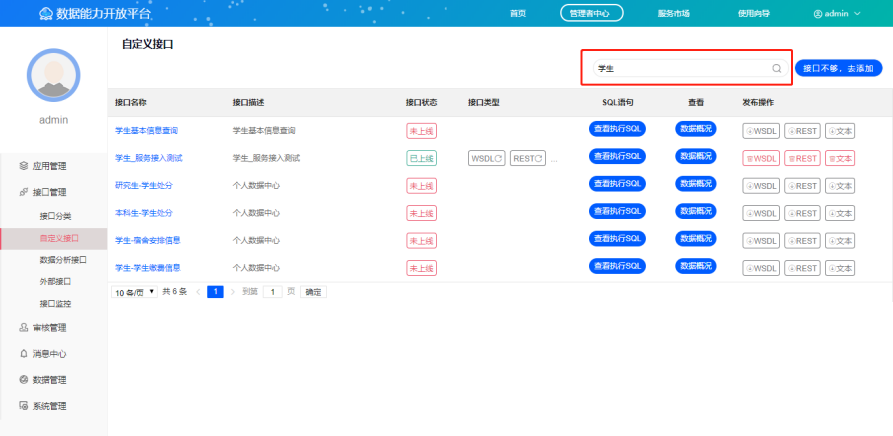 数据能力开放平台 首页 管理者中心 服务市场 使用向导 admin
自定义接口
学生 接口不够，去添加
admin
应用管理
接口管理
接口分类
自定义接口
数据分析接口
外部接口
接口监控
审核管理
消息中心
数据管理
系统管理
接口名称 接口描述 接口状态 接口类型 SQL语句 查看 发布操作
学生基本信息查询 学生基本信息查询 未上线 查看执行SQL 数据概况 WSDL REST 文本
学生_服务接入测试 学生_服务接入测试 已上线 WSDL REST ... 查看执行SQL 数据概况 WSDL REST 文本
研究生-学生处分 个人数据中心 未上线 查看执行SQL 数据概况 WSDL REST 文本
本科生-学生处分 个人数据中心 未上线 查看执行SQL 数据概况 WSDL REST 文本
学生-宿舍安排信息 个人数据中心 未上线 查看执行SQL 数据概况 WSDL REST 文本
学生-学生缴费信息 个人数据中心 未上线 查看执行SQL 数据概况 WSDL REST 文本
10 条/页 共 6 条 < 1 > 到第 1 页 确定